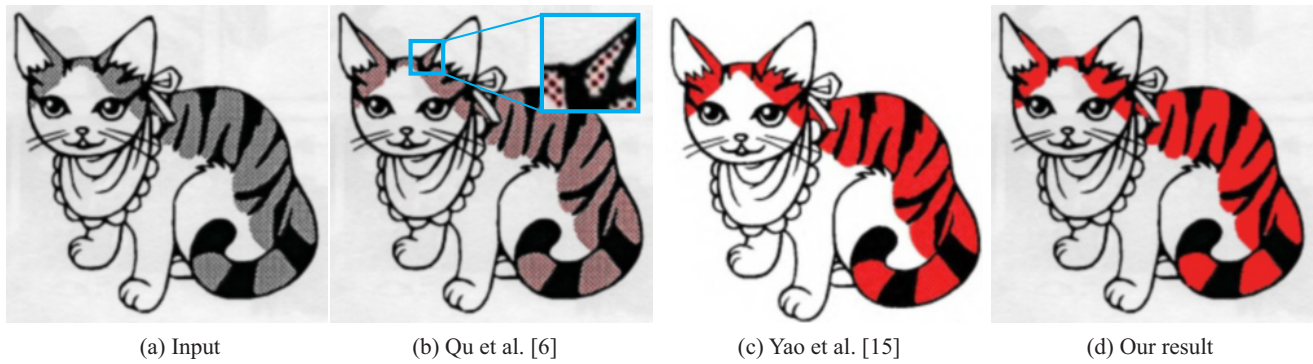 (a) Input
(b) Qu et al. [6]
(c) Yao et al. [15]
(d) Our result